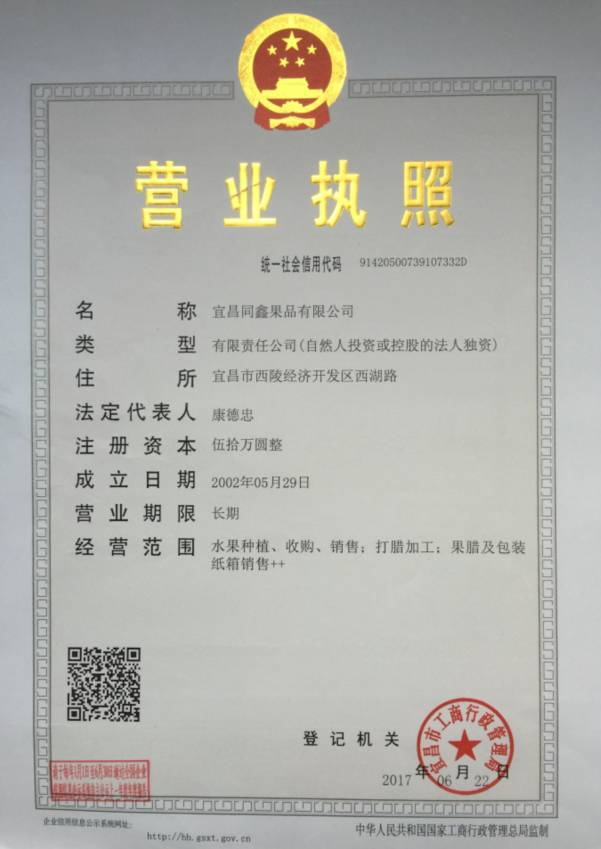 营业执照
统一社会信用代码 91420500739107332D
名称 宜昌同鑫果品有限公司
类型 有限责任公司(自然人投资或控股的法人独资)
住所 宜昌市西陵经济开发区西湖路
法定代表人 康德忠
注册资本 伍拾万圆整
成立日期 2002年05月29日
营业期限 长期
经营范围 水果种植、收购、销售；打腊加工；果腊及包装
纸箱销售++
登记机关
宜昌市工商行政管理局
2017年06月22日
企业信用信息公示系统网址：
http://hb.gsxt.gov.cn
中华人民共和国国家工商行政管理总局监制